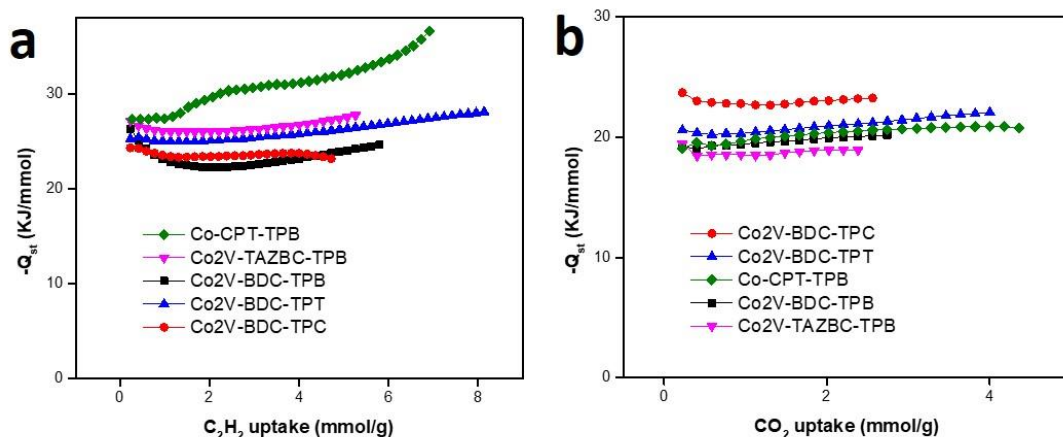 a
30
20
10
0
-Qst (KJ/mmol)
Co-CPT-TPB
Co2V-TAZBC-TPB
Co2V-BDC-TPB
Co2V-BDC-TPT
Co2V-BDC-TPC
0 2 4 6 8
C2H2 uptake (mmol/g)
b
30
20
10
0
-Qst (KJ/mmol)
Co2V-BDC-TPC
Co2V-BDC-TPT
Co-CPT-TPB
Co2V-BDC-TPB
Co2V-TAZBC-TPB
0 2 4
CO2 uptake (mmol/g)